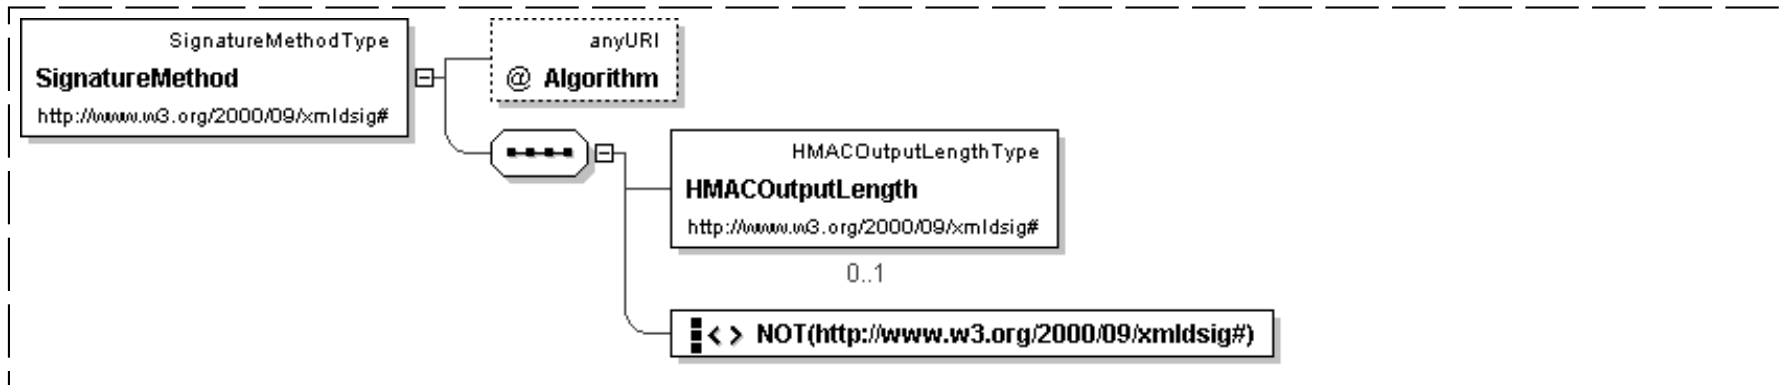 SignatureMethodType
SignatureMethod
http://www.w3.org/2000/09/xmldsig#
anyURI
@ Algorithm
HMACOutputLengthType
HMACOutputLength
http://www.w3.org/2000/09/xmldsig#
0..1
<> NOT(http://www.w3.org/2000/09/xmldsig#)